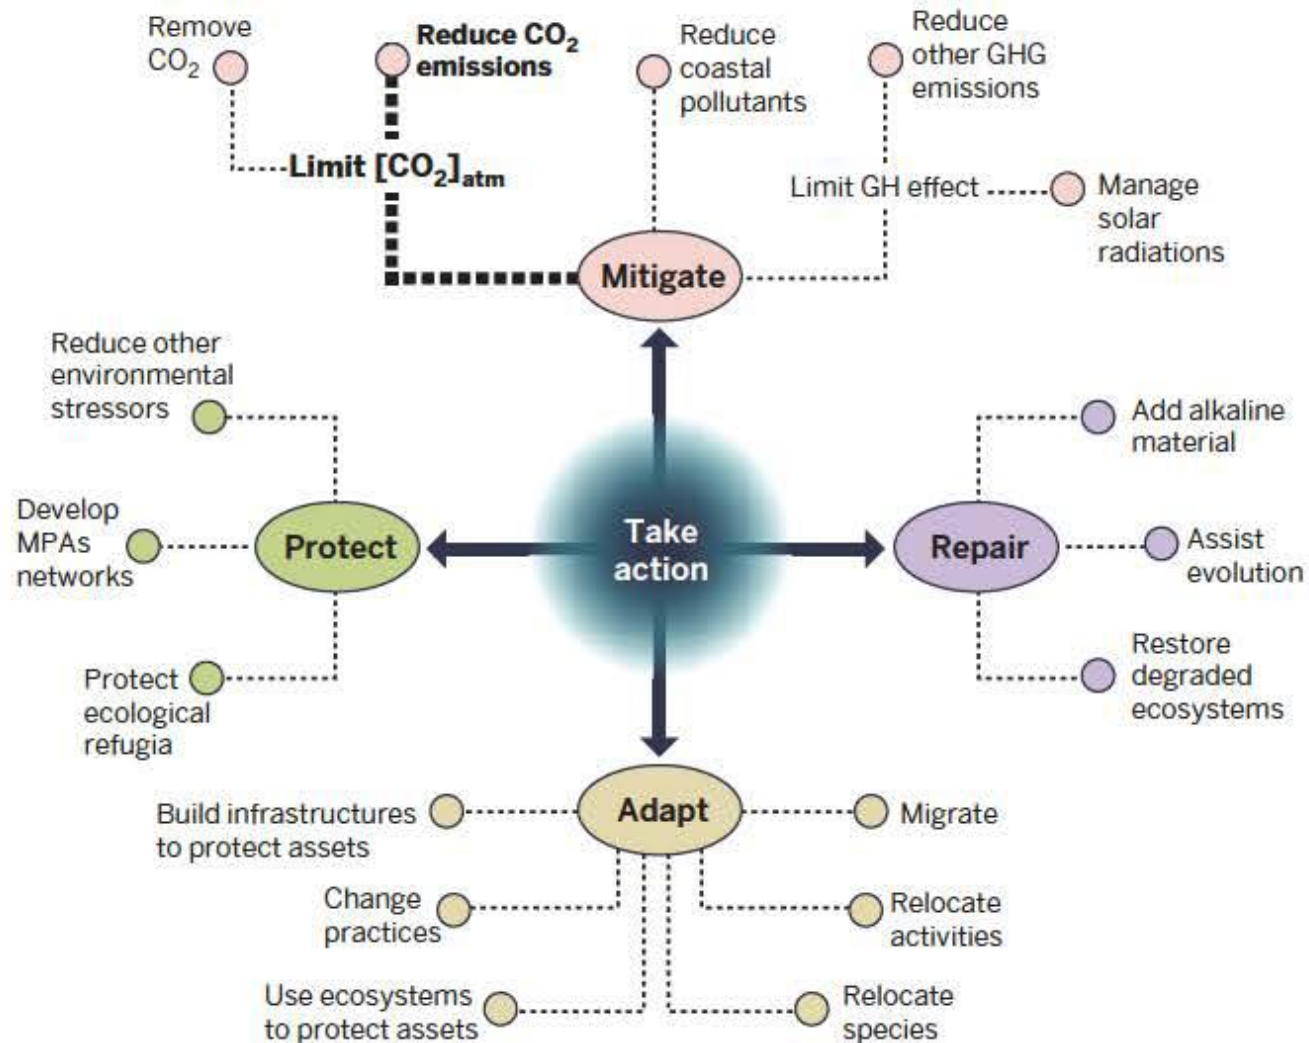 Remove
CO₂
Reduce CO₂
emissions
Reduce
coastal
pollutants
Reduce
other GHG
emissions
Limit [CO₂]atm
Limit GH effect
Manage
solar
radiations
Mitigate
Reduce other
environmental
stressors
Develop
MPAs
networks
Protect
Protect
ecological
refugia
Take
action
Repair
Add alkaline
material
Assist
evolution
Restore
degraded
ecosystems
Adapt
Build infrastructures
to protect assets
Migrate
Change
practices
Relocate
activities
Use ecosystems
to protect assets
Relocate
species